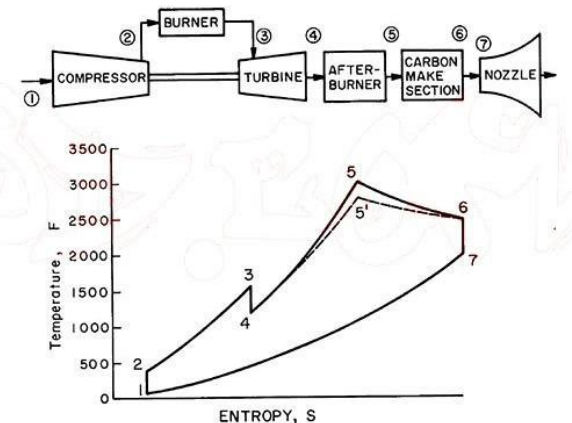 BURNER
② ③ ④ ⑤ ⑥ ⑦
COMPRESSOR TURBINE AFTER-
BURNER CARBON
MAKE
SECTION NOZZLE
①
3500
3000
2500
2000
1500
1000
500
0
Temperature, F
1
2
3
4
5
5'
6
7
ENTROPY, S